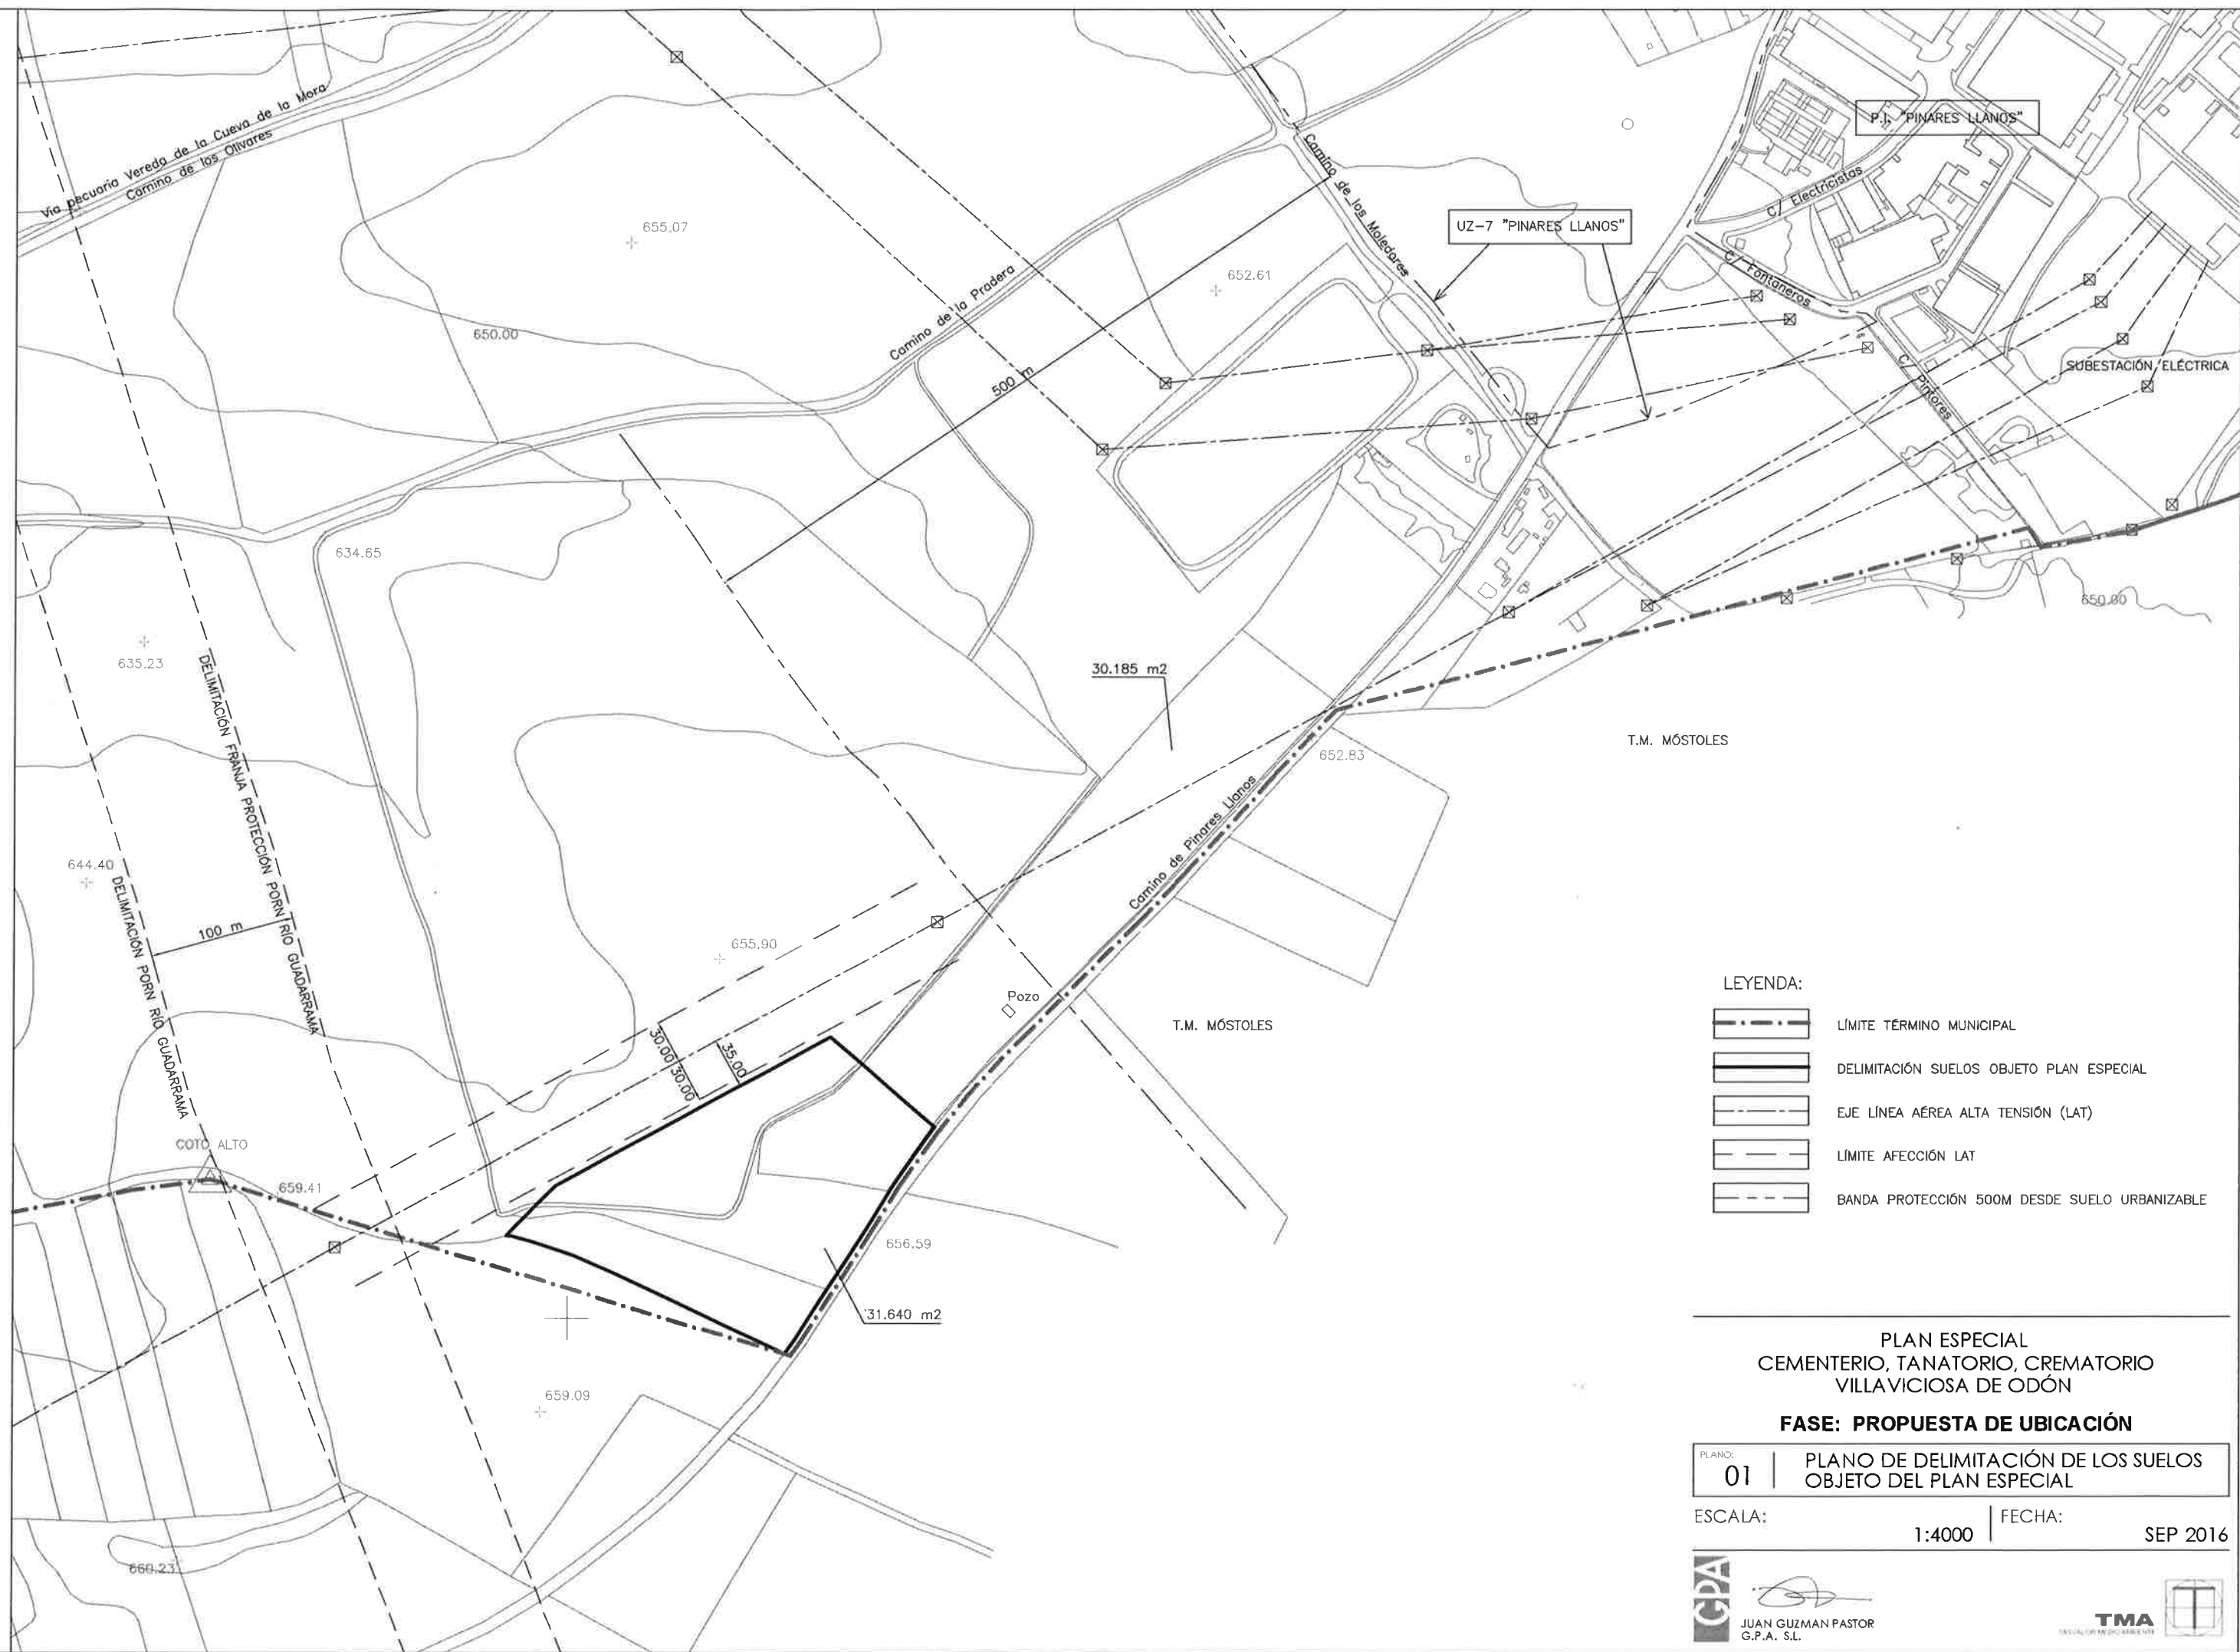 Vía pecuaria Vereda de la Cueva de la Mora
Camino de los Olivares
655.07
650.00
Camino de la Pradera
500 m
652.61
Camino de los Moledores
UZ-7 "PINARES LLANOS"
P.I. "PINARES LLANOS"
C/ Electricistas
C/ Fontaneros
C/ Pintores
SUBESTACIÓN ELÉCTRICA
650.00
634.65
635.23
DELIMITACIÓN FRANJA PROTECCIÓN PORN RÍO GUADARRAMA
644.40
DELIMITACIÓN PORN RÍO GUADARRAMA
100 m
30.185 m2
652.83
T.M. MÓSTOLES
Camino de Pinares Llanos
655.90
Pozo
T.M. MÓSTOLES
30.00
30.00
35.00
COTO ALTO
659.41
656.59
31.640 m2
659.09
660.23
LEYENDA:
LÍMITE TÉRMINO MUNICIPAL
DELIMITACIÓN SUELOS OBJETO PLAN ESPECIAL
EJE LÍNEA AÉREA ALTA TENSIÓN (LAT)
LÍMITE AFECCIÓN LAT
BANDA PROTECCIÓN 500M DESDE SUELO URBANIZABLE
PLAN ESPECIAL
CEMENTERIO, TANATORIO, CREMATORIO
VILLAVICIOSA DE ODÓN
FASE: PROPUESTA DE UBICACIÓN
PLANO:
01
PLANO DE DELIMITACIÓN DE LOS SUELOS
OBJETO DEL PLAN ESPECIAL
ESCALA:
1:4000
FECHA:
SEP 2016
GPA
JUAN GUZMAN PASTOR
G.P.A. S.L.
TMA